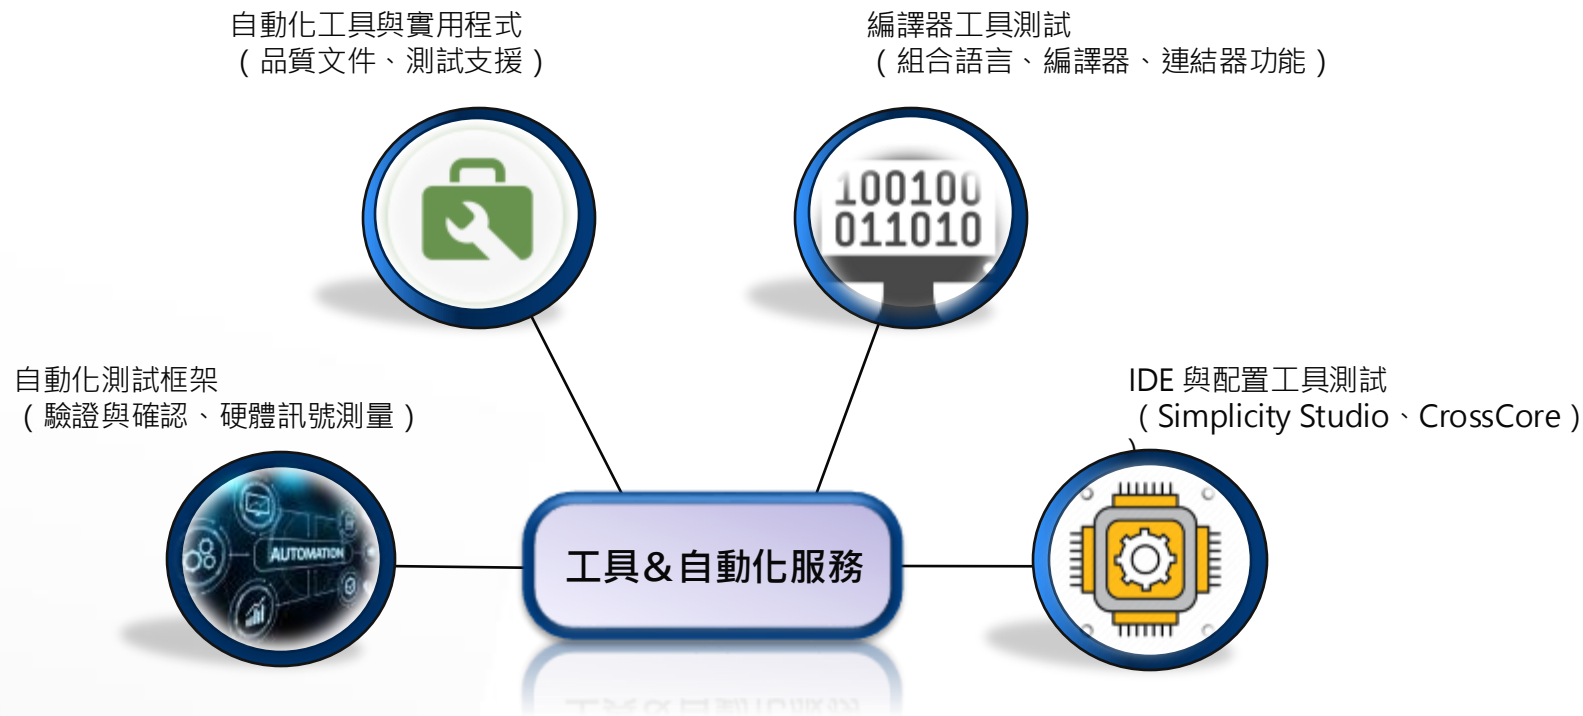 自動化工具與實用程式
（品質文件、測試支援）
編譯器工具測試
（組合語言、編譯器、連結器功能）
100100
011010
自動化測試框架
（驗證與確認、硬體訊號測量）
IDE 與配置工具測試
（Simplicity Studio、CrossCore）
）
AUTOMATION
工具&自動化服務